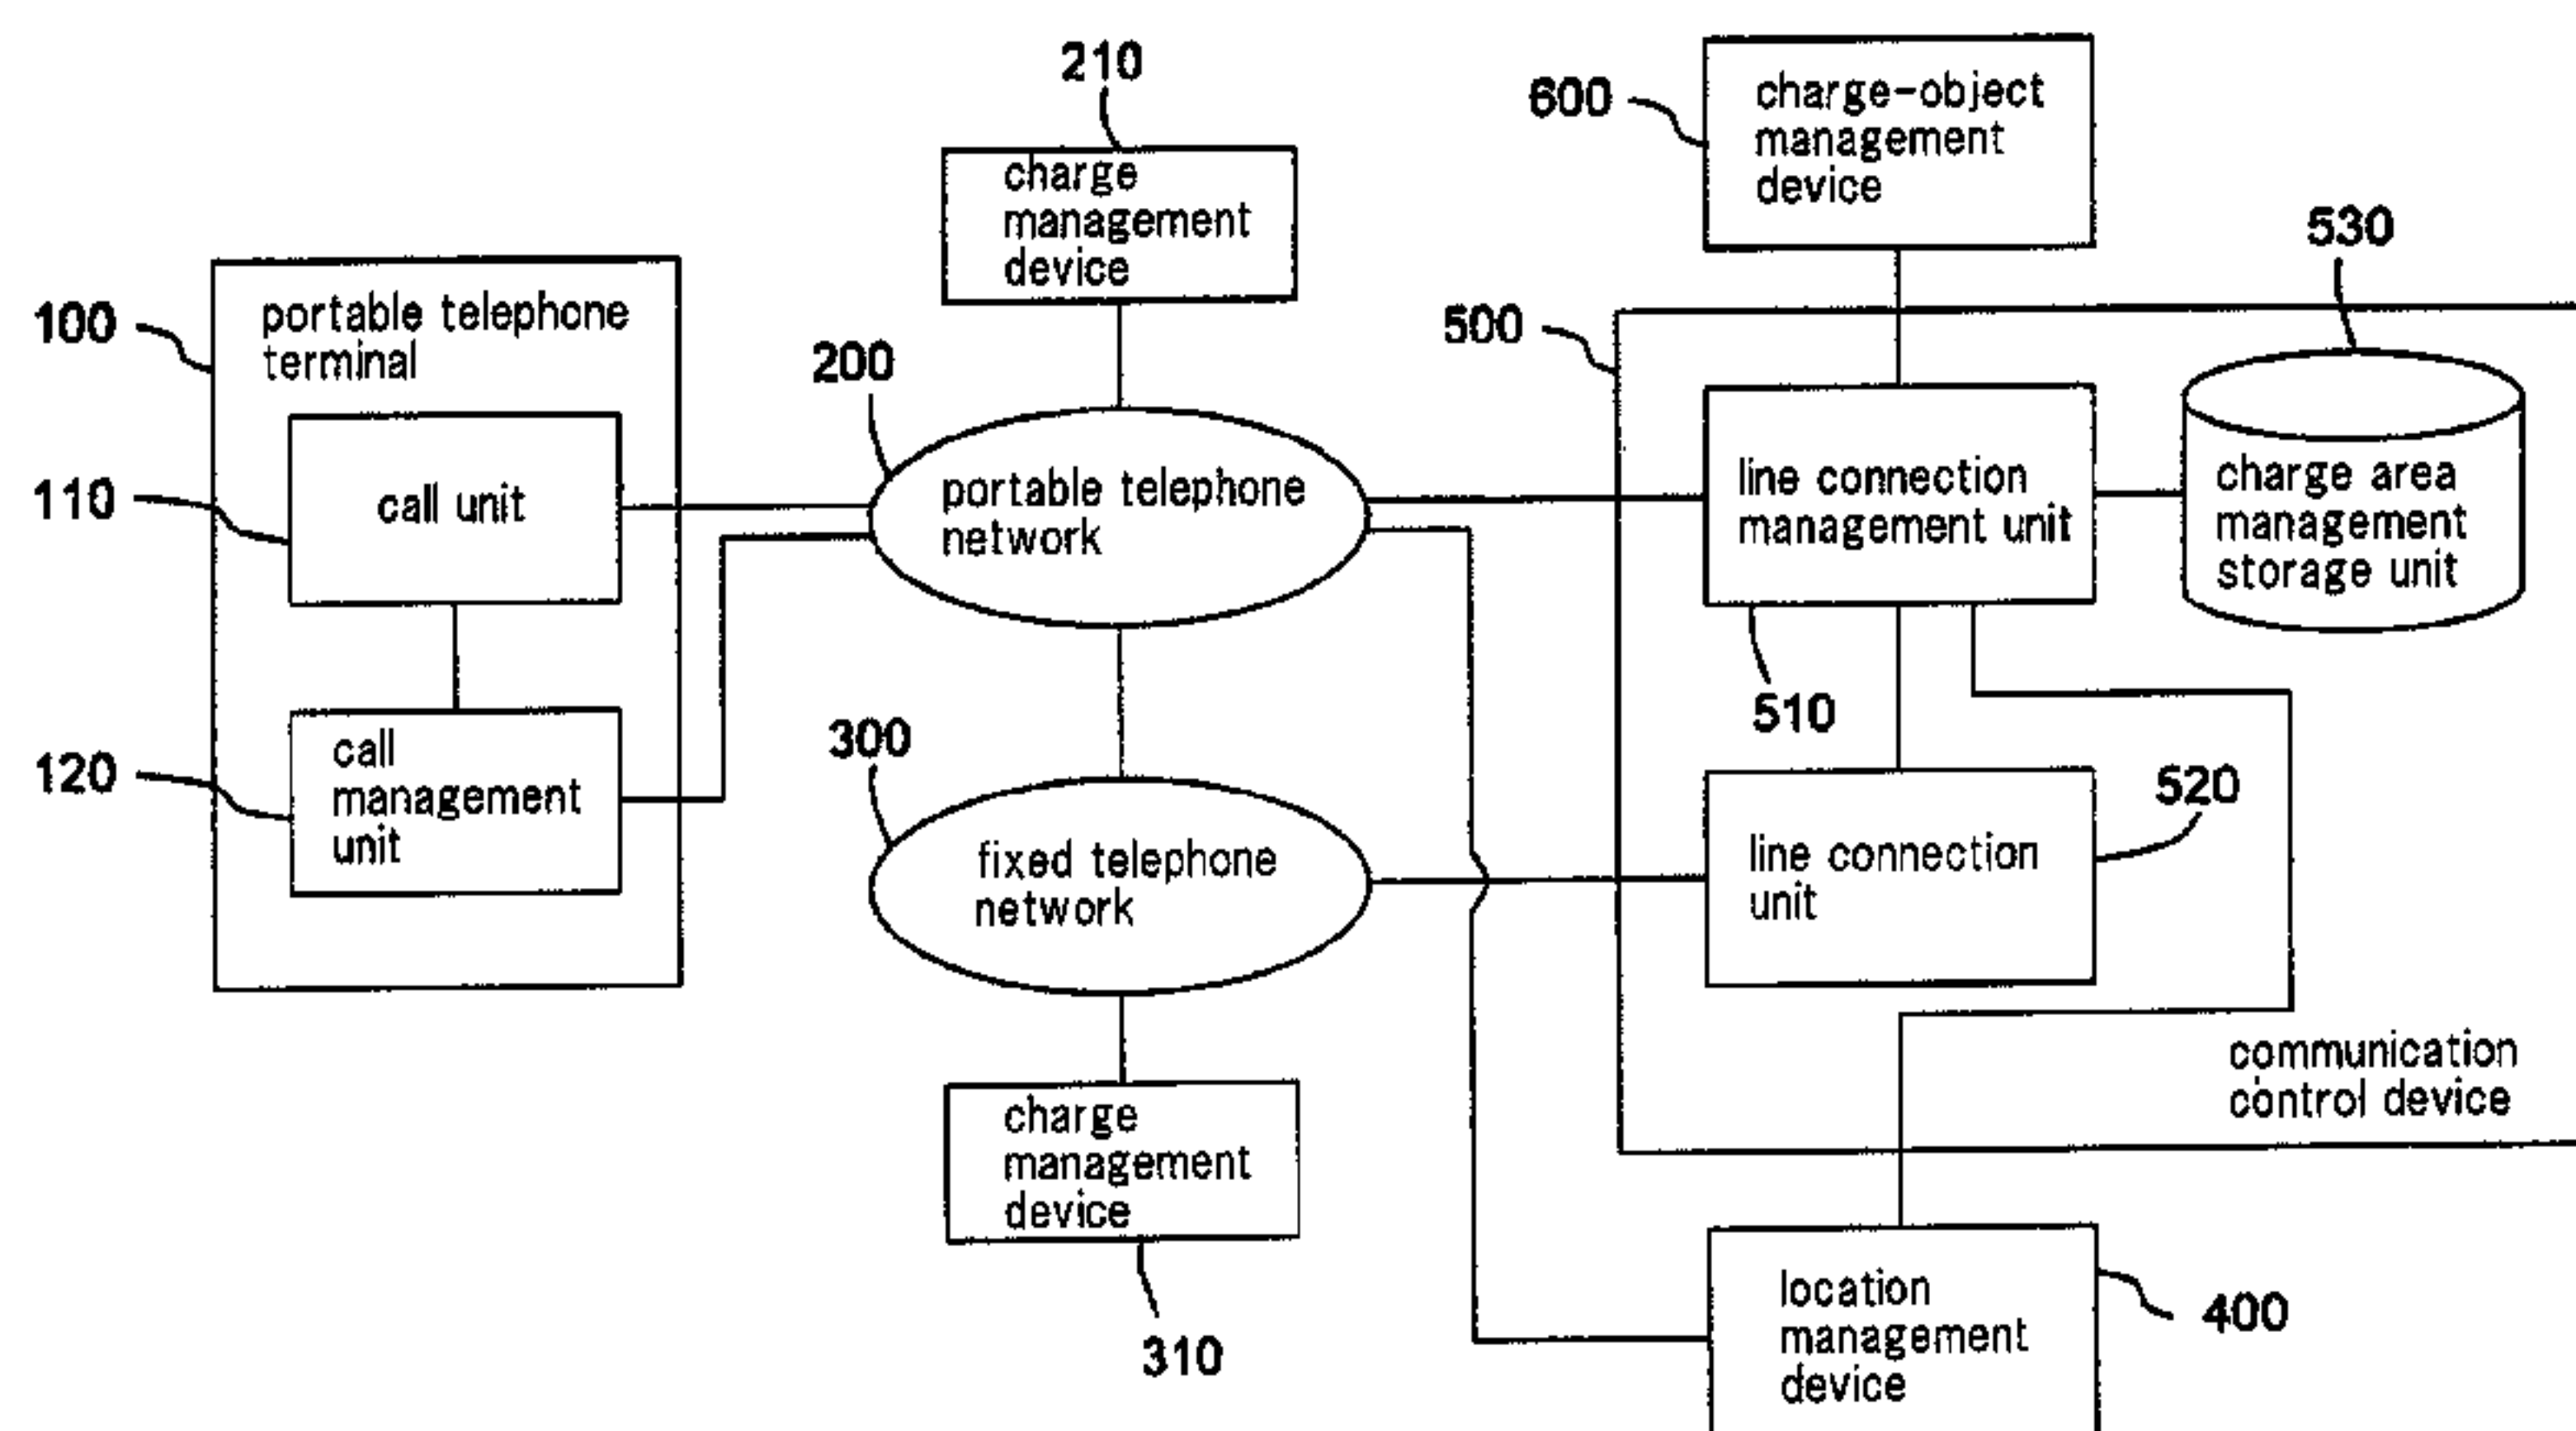 210
charge
management
device
600
charge-object
management
device
530
100
portable telephone
terminal
500
200
110
call unit
portable telephone
network
line connection
management unit
charge area
management
storage unit
510
120
call
management
unit
300
fixed telephone
network
520
line connection
unit
charge
management
device
310
communication
control device
location
management
device
400